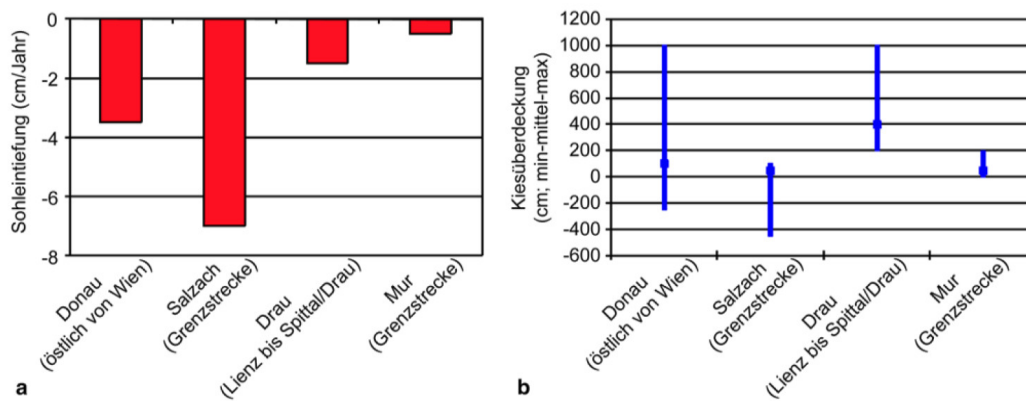 Sohleintiefung (cm/Jahr)
0
-2
-4
-6
-8
Donau
(östlich von Wien)
Salzach
(Grenzstrecke)
Drau
(Lienz bis Spittal/Drau)
Mur
(Grenzstrecke)
a
Kiesüberdeckung
(cm; min-mittel-max)
1200
1000
800
600
400
200
0
-200
-400
-600
Donau
(östlich von Wien)
Salzach
(Grenzstrecke)
Drau
(Lienz bis Spittal/Drau)
Mur
(Grenzstrecke)
b